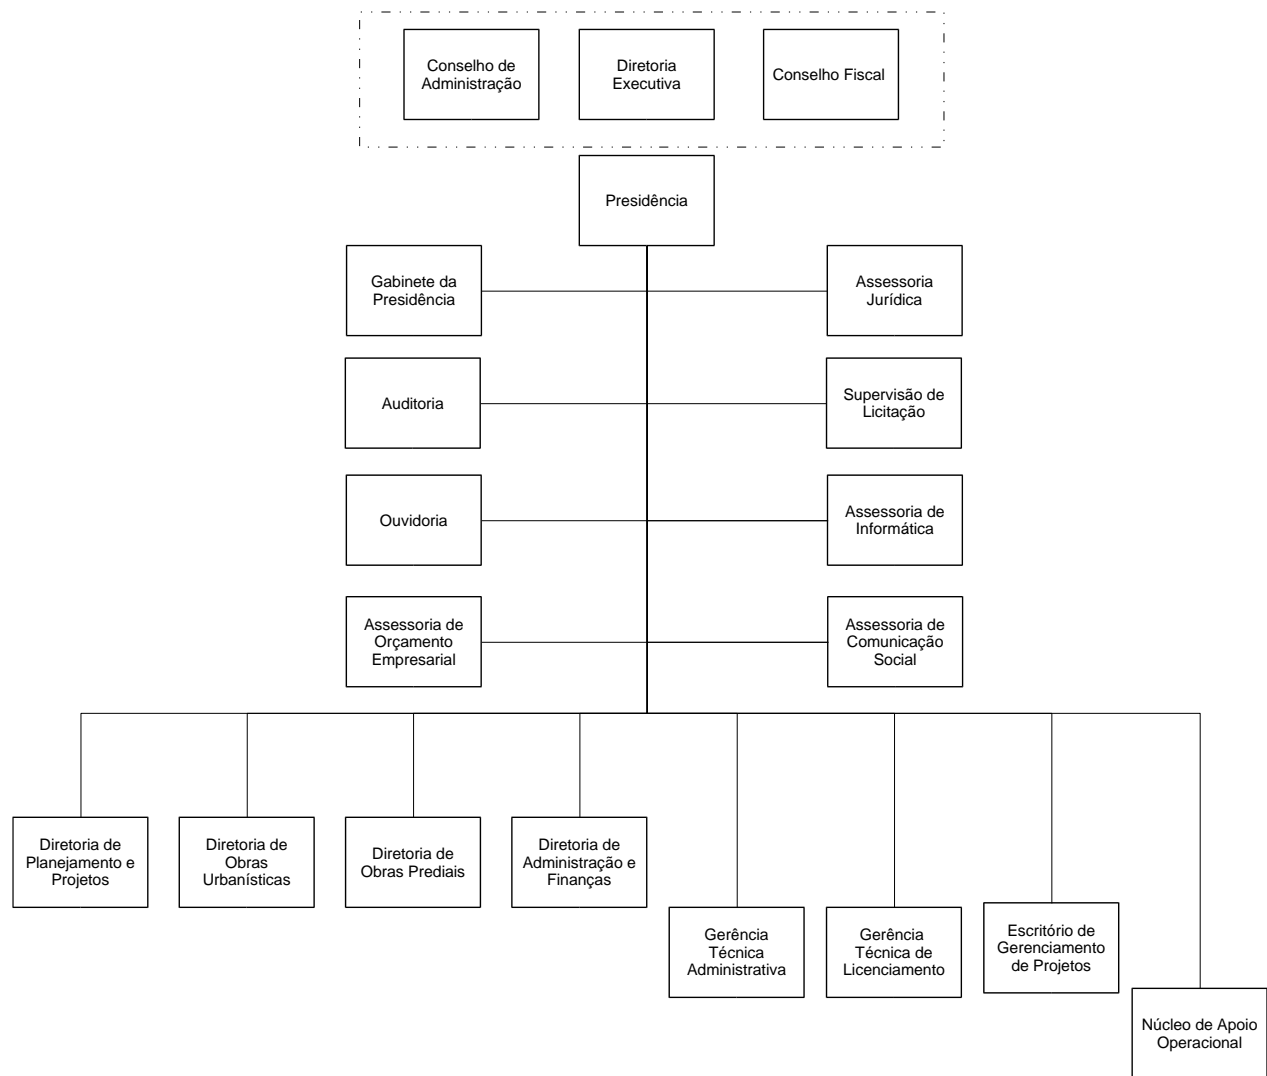 Conselho de
Administração
Diretoria
Executiva
Conselho Fiscal
Presidência
Gabinete da
Presidência
Assessoria
Jurídica
Auditoria
Supervisão de
Licitação
Ouvidoria
Assessoria de
Informática
Assessoria de
Orçamento
Empresarial
Assessoria de
Comunicação
Social
Diretoria de
Planejamento e
Projetos
Diretoria de
Obras
Urbanísticas
Diretoria de
Obras Prediais
Diretoria de
Administração e
Finanças
Gerência
Técnica
Administrativa
Gerência
Técnica de
Licenciamento
Escritório de
Gerenciamento
de Projetos
Núcleo de Apoio
Operacional